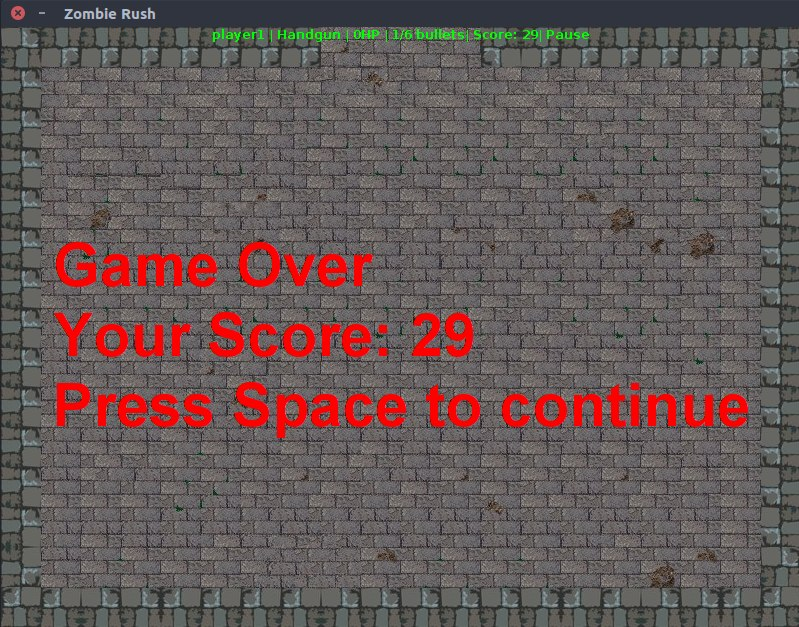 Zombie Rush
player1 | Handgun | 0HP | 1/6 bullets| Score: 29| Pause
Game Over
Your Score: 29
Press Space to continue